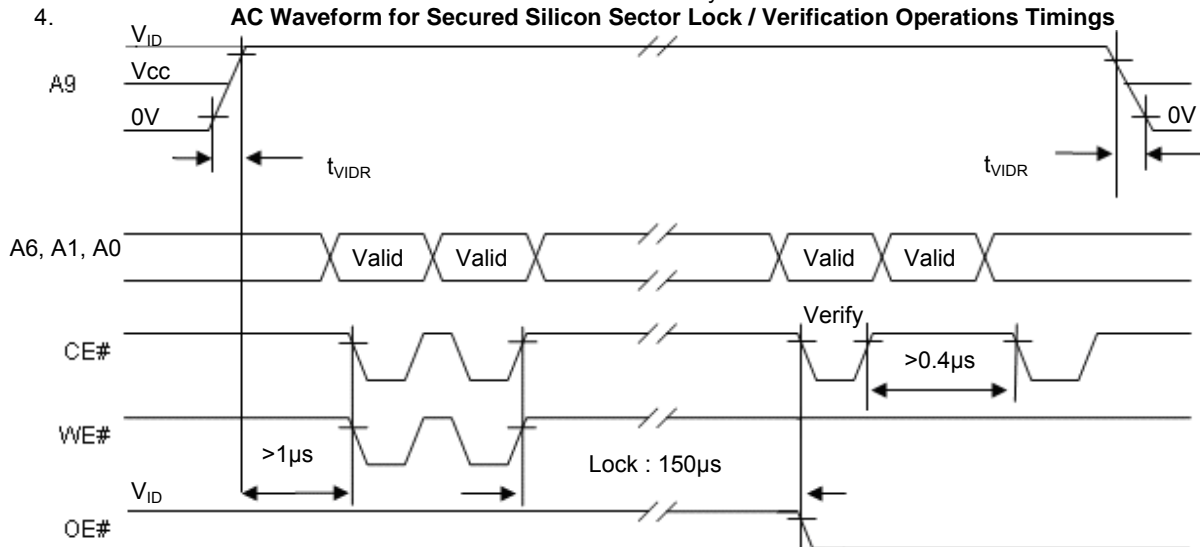 4. AC Waveform for Secured Silicon Sector Lock / Verification Operations Timings
VID
A9
Vcc
0V
0V
tVIDR
tVIDR
A6, A1, A0
Valid
Valid
Valid
Valid
Verify
CE#
>0.4µs
WE#
>1µs
Lock : 150µs
VID
OE#